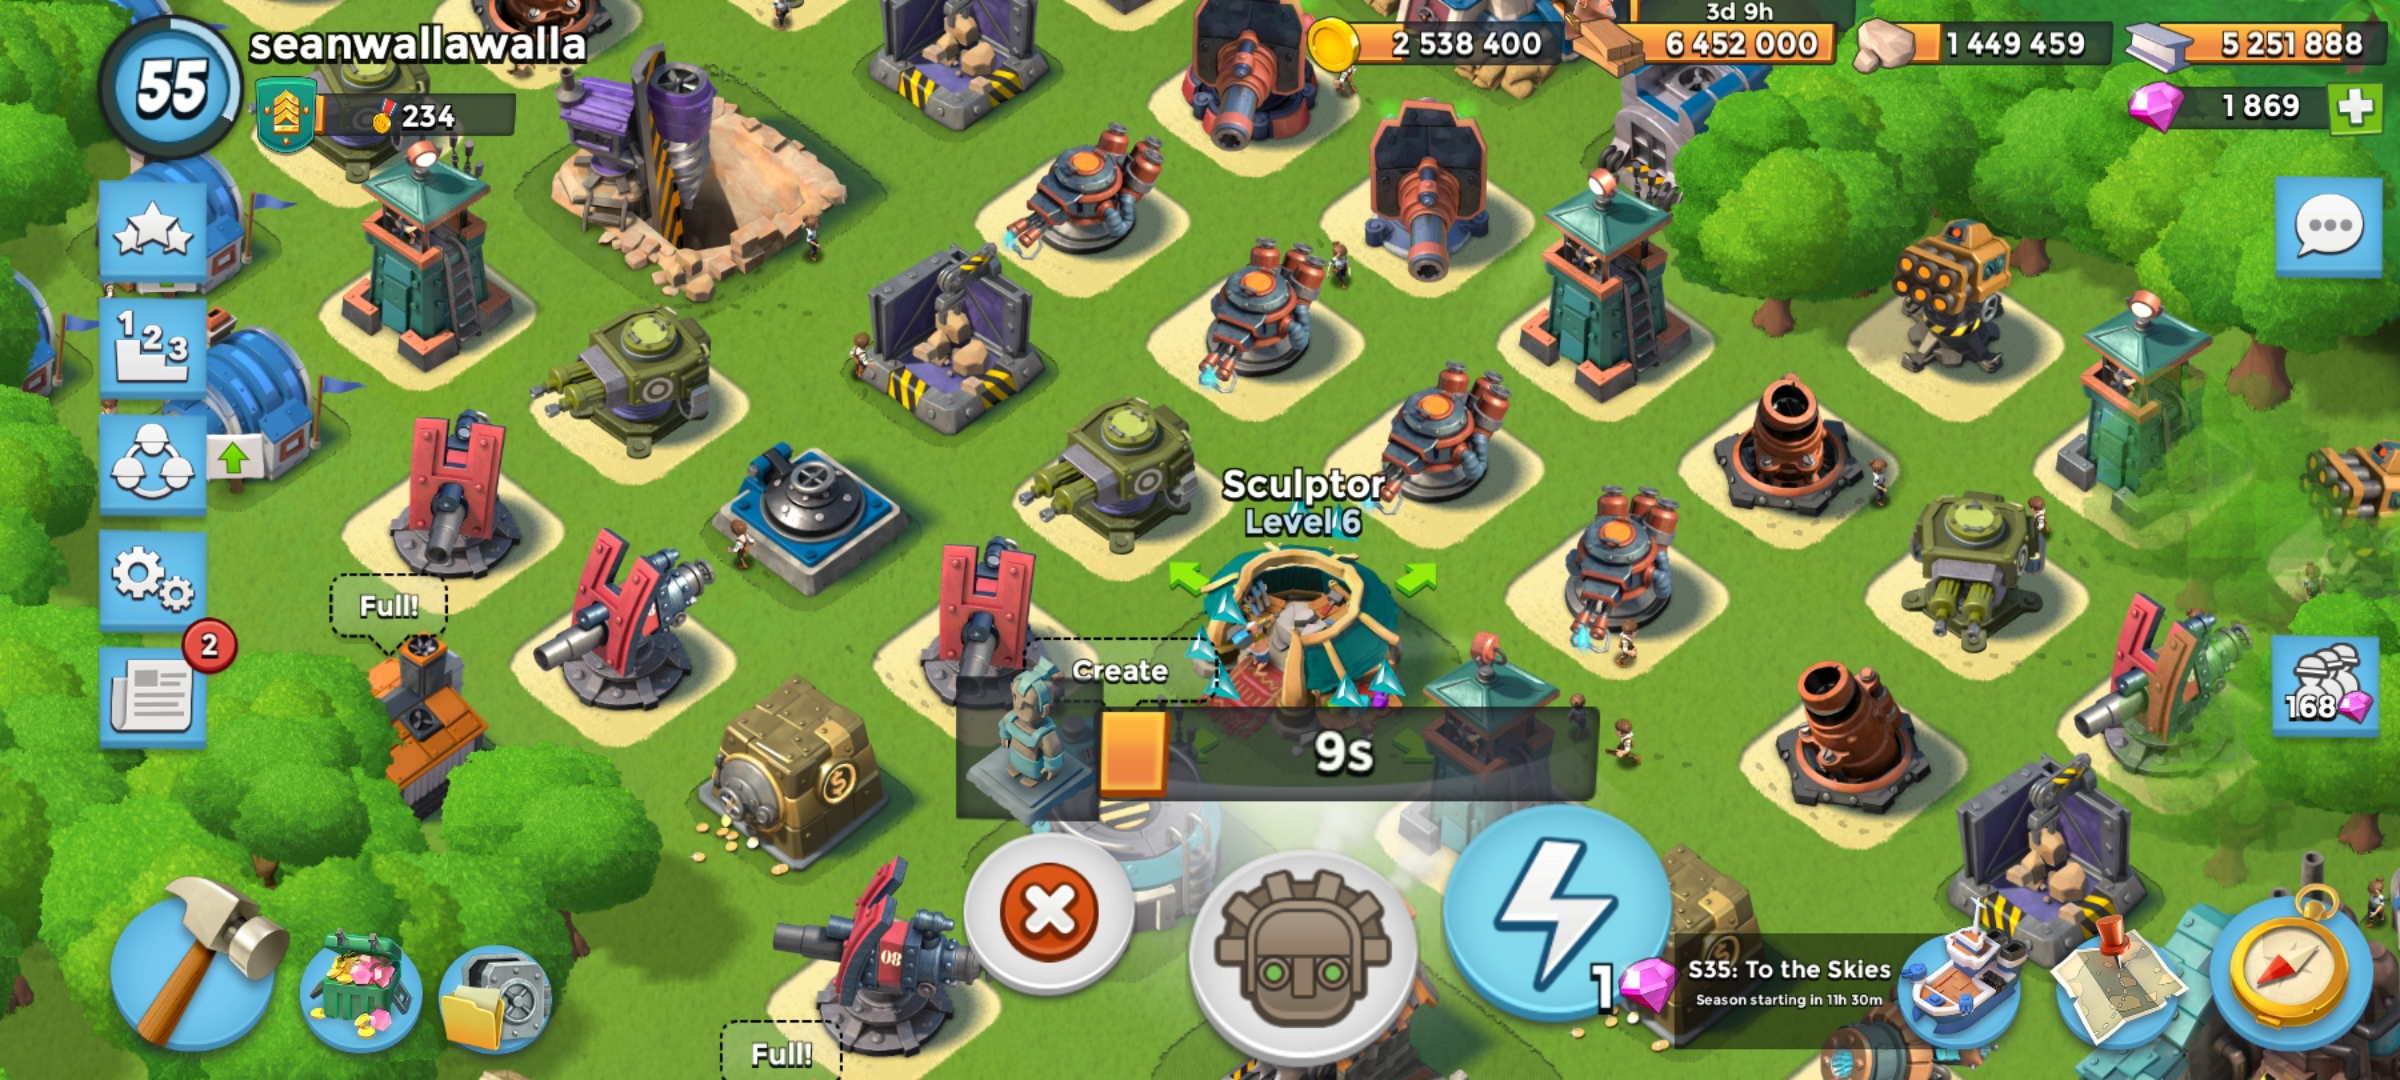 3d 9h
55
seanwallawalla
2 538 400
6 452 000
1 449 459
5 251 888
234
1 869
1 2 3
Sculptor
Level 6
Full!
2
Create
168
9s
08
1
S35: To the Skies
Season starting in 11h 30m
Full!